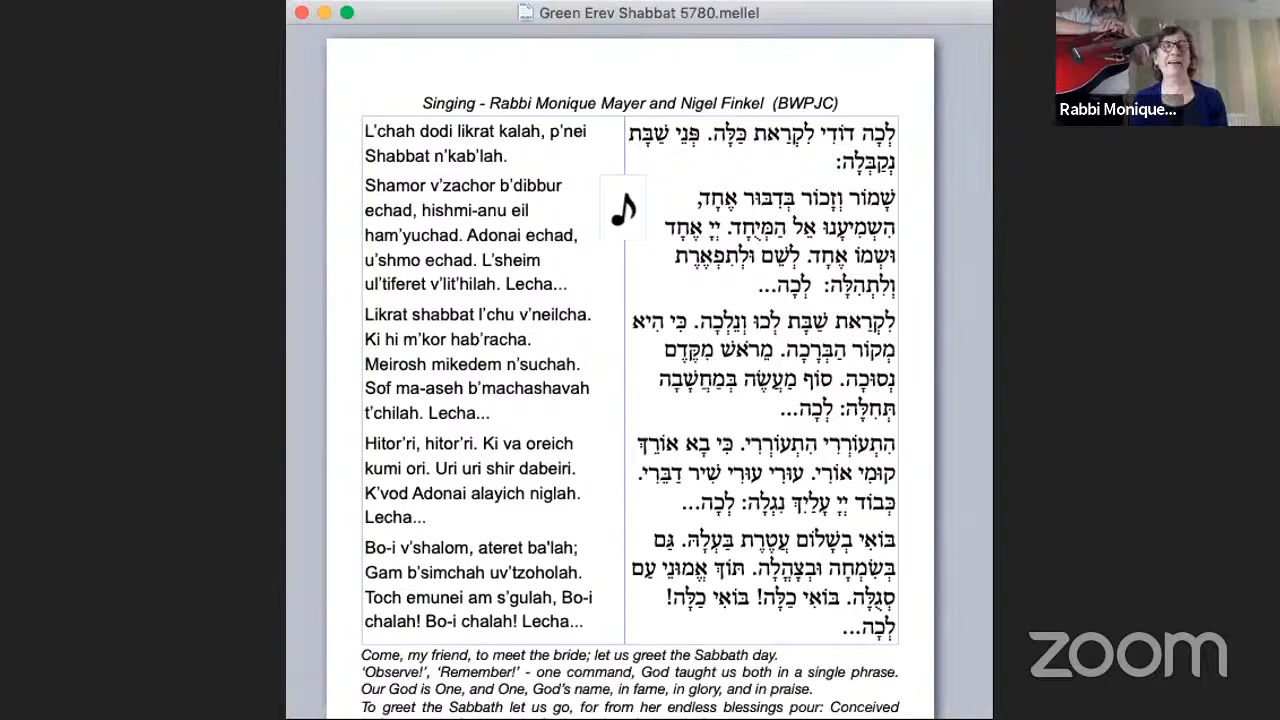 Green Erev Shabbat 5780.mellel
Rabbi Monique...
Singing - Rabbi Monique Mayer and Nigel Finkel (BWPJC)
L’chah dodi likrat kalah, p’nei
Shabbat n’kab’lah.
Shamor v’zachor b’dibbur
echad, hishmi-anu eil
ham’yuchad. Adonai echad,
u’shmo echad. L’sheim
ul’tiferet v’lit’hilah. Lecha...
Likrat shabbat l’chu v’neilcha.
Ki hi m’kor hab’racha.
Meirosh mikedem n’suchah.
Sof ma-aseh b’machashavah
t’chilah. Lecha...
Hitor’ri, hitor’ri. Ki va oreich
kumi ori. Uri uri shir dabeiri.
K’vod Adonai alayich niglah.
Lecha...
Bo-i v’shalom, ateret ba'lah;
Gam b’simchah uv’tzoholah.
Toch emunei am s’gulah, Bo-i
chalah! Bo-i chalah! Lecha...
לְכָה דוֹדִי לִקְרַאת כַּלָּה. פְּנֵי שַׁבָּת
נְקַבְּלָה:
שָׁמוֹר וְזָכוֹר בְּדִבּוּר אֶחָד,
הִשְׁמִיעָנוּ אֵל הַמְּיֻחָד. יְיָ אֶחָד
וּשְׁמוֹ אֶחָד. לְשֵׁם וּלְתִפְאֶרֶת
וְלִתְהִלָּה: לְכָה...
לִקְרַאת שַׁבָּת לְכוּ וְנֵלְכָה. כִּי הִיא
מְקוֹר הַבְּרָכָה. מֵרֹאשׁ מִקֶּדֶם
נְסוּכָה. סוֹף מַעֲשֶׂה בְּמַחֲשָׁבָה
תְּחִלָּה: לְכָה...
הִתְעוֹרְרִי הִתְעוֹרְרִי. כִּי בָא אוֹרֵךְ
קוּמִי אוֹרִי. עוּרִי עוּרִי שִׁיר דַּבֵּרִי.
כְּבוֹד יְיָ עָלַיִךְ נִגְלָה: לְכָה...
בּוֹאִי בְשָׁלוֹם עֲטֶרֶת בַּעְלָהּ. גַּם
בְּשִׂמְחָה וּבְצָהֳלָה. תּוֹךְ אֱמוּנֵי עַם
סְגֻלָּה. בּוֹאִי כַלָּה! בּוֹאִי כַלָּה!
לְכָה...
Come, my friend, to meet the bride; let us greet the Sabbath day.
‘Observe!’, ‘Remember!’ - one command, God taught us both in a single phrase.
Our God is One, and One, God’s name, in fame, in glory, and in praise.
To greet the Sabbath let us go, for from her endless blessings pour: Conceived
zoom